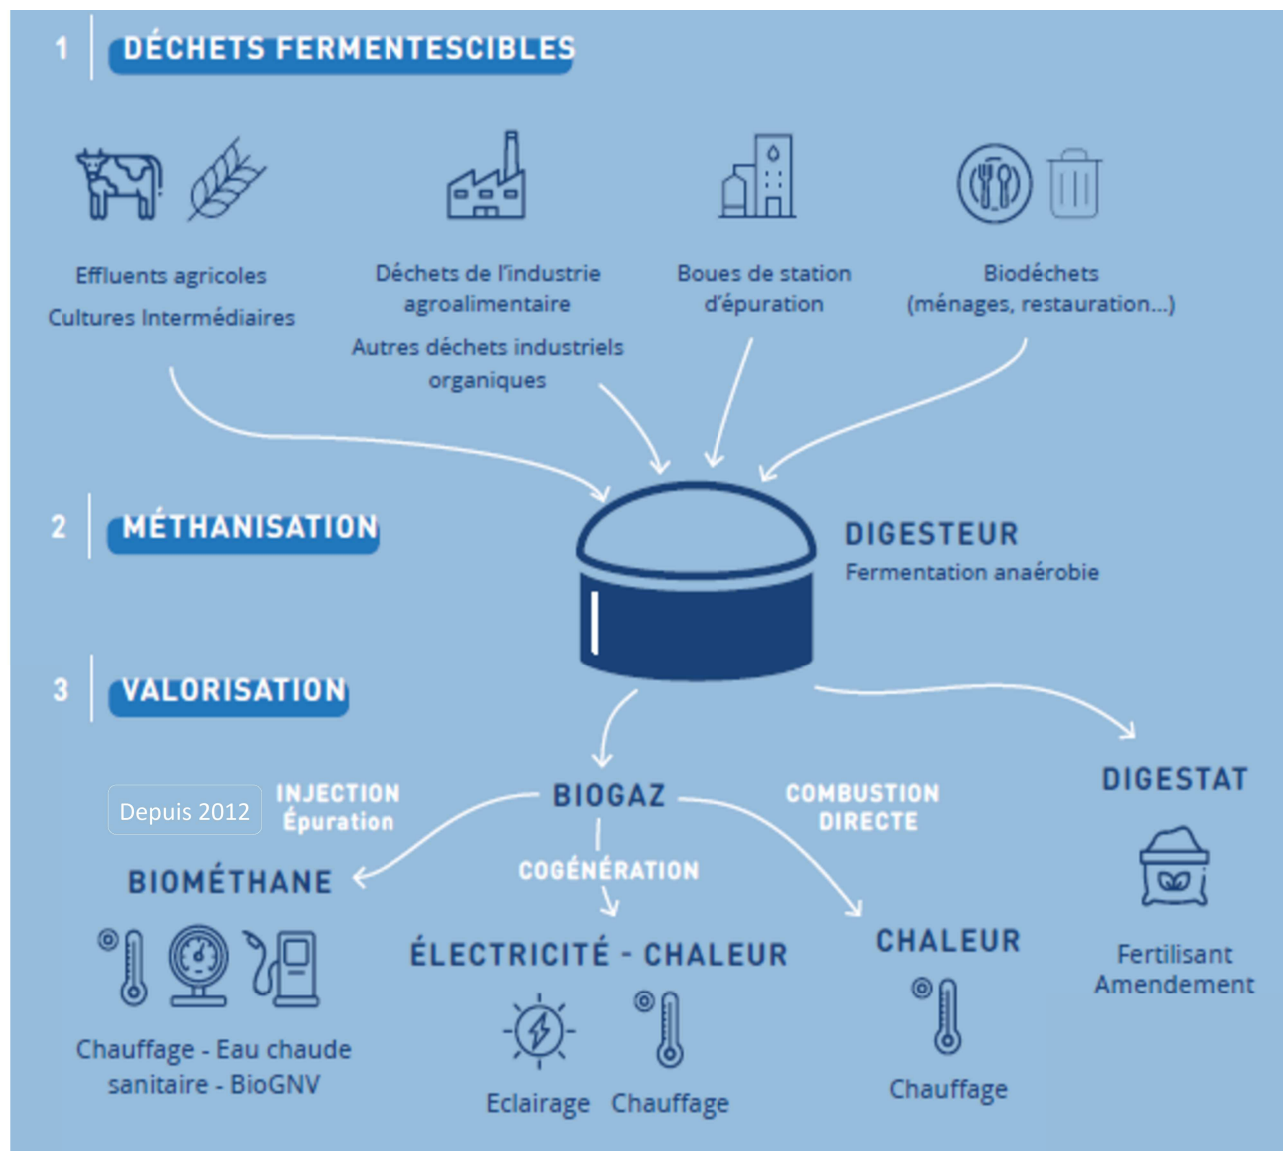 1
DÉCHETS FERMENTESCIBLES
Effluents agricoles
Cultures Intermédiaires
Déchets de l'industrie
agroalimentaire
Autres déchets industriels
organiques
Boues de station
d'épuration
Biodéchets
(ménages, restauration...)
2
MÉTHANISATION
DIGESTEUR
Fermentation anaérobie
3
VALORISATION
Depuis 2012
INJECTION
Épuration
BIOGAZ
COMBUSTION
DIRECTE
DIGESTAT
COGÉNÉRATION
BIOMÉTHANE
ÉLECTRICITÉ - CHALEUR
CHALEUR
Fertilisant
Amendement
Chauffage - Eau chaude
sanitaire - BioGNV
Eclairage
Chauffage
Chauffage